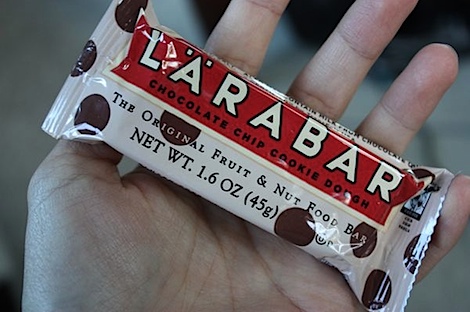 LÄRABAR
CHOCOLATE CHIP COOKIE DOUGH
THE ORIGINAL FRUIT & NUT FOOD BAR
NET WT. 1.6 OZ (45g)